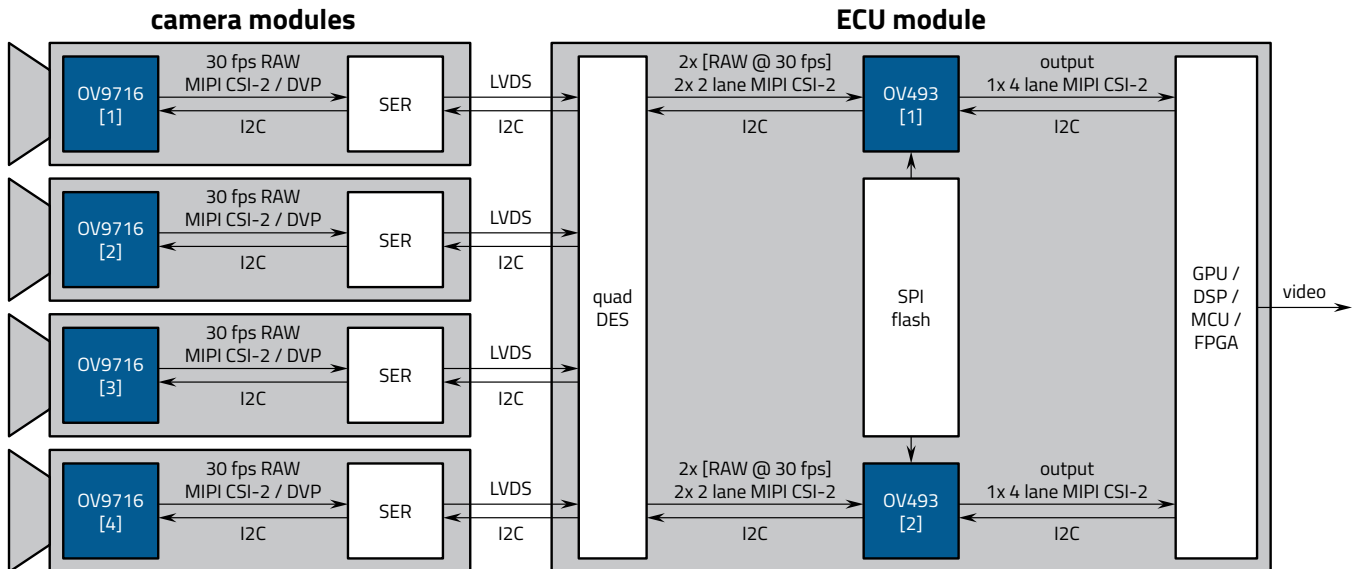 camera modules
ECU module
OV9716
[1]
30 fps RAW
MIPI CSI-2 / DVP
I2C
SER
LVDS
I2C
OV9716
[2]
30 fps RAW
MIPI CSI-2 / DVP
I2C
SER
LVDS
I2C
OV9716
[3]
30 fps RAW
MIPI CSI-2 / DVP
I2C
SER
LVDS
I2C
OV9716
[4]
30 fps RAW
MIPI CSI-2 / DVP
I2C
SER
LVDS
I2C
quad
DES
2x [RAW @ 30 fps]
2x 2 lane MIPI CSI-2
I2C
OV493
[1]
output
1x 4 lane MIPI CSI-2
I2C
SPI
flash
2x [RAW @ 30 fps]
2x 2 lane MIPI CSI-2
I2C
OV493
[2]
output
1x 4 lane MIPI CSI-2
I2C
GPU /
DSP /
MCU /
FPGA
video